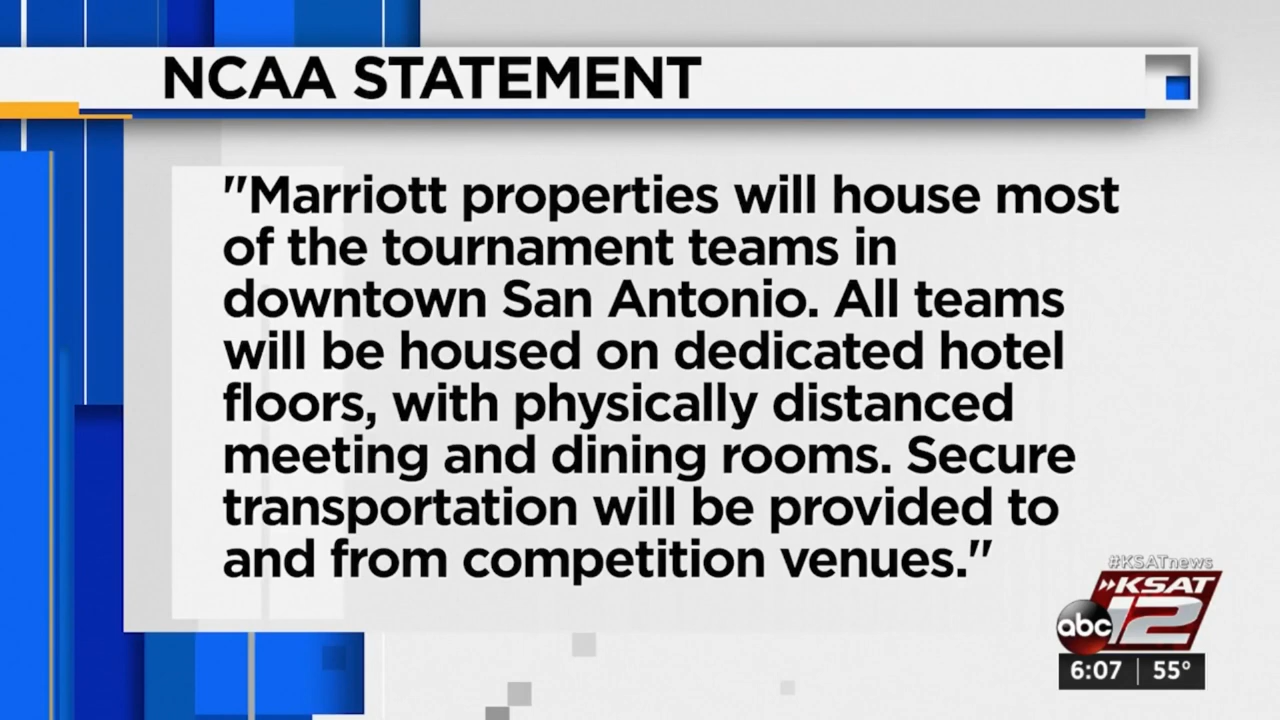 NCAA STATEMENT
"Marriott properties will house most
of the tournament teams in
downtown San Antonio. All teams
will be housed on dedicated hotel
floors, with physically distanced
meeting and dining rooms. Secure
transportation will be provided to
and from competition venues."
#KSATnews
KSAT
abc 12
6:07 55°